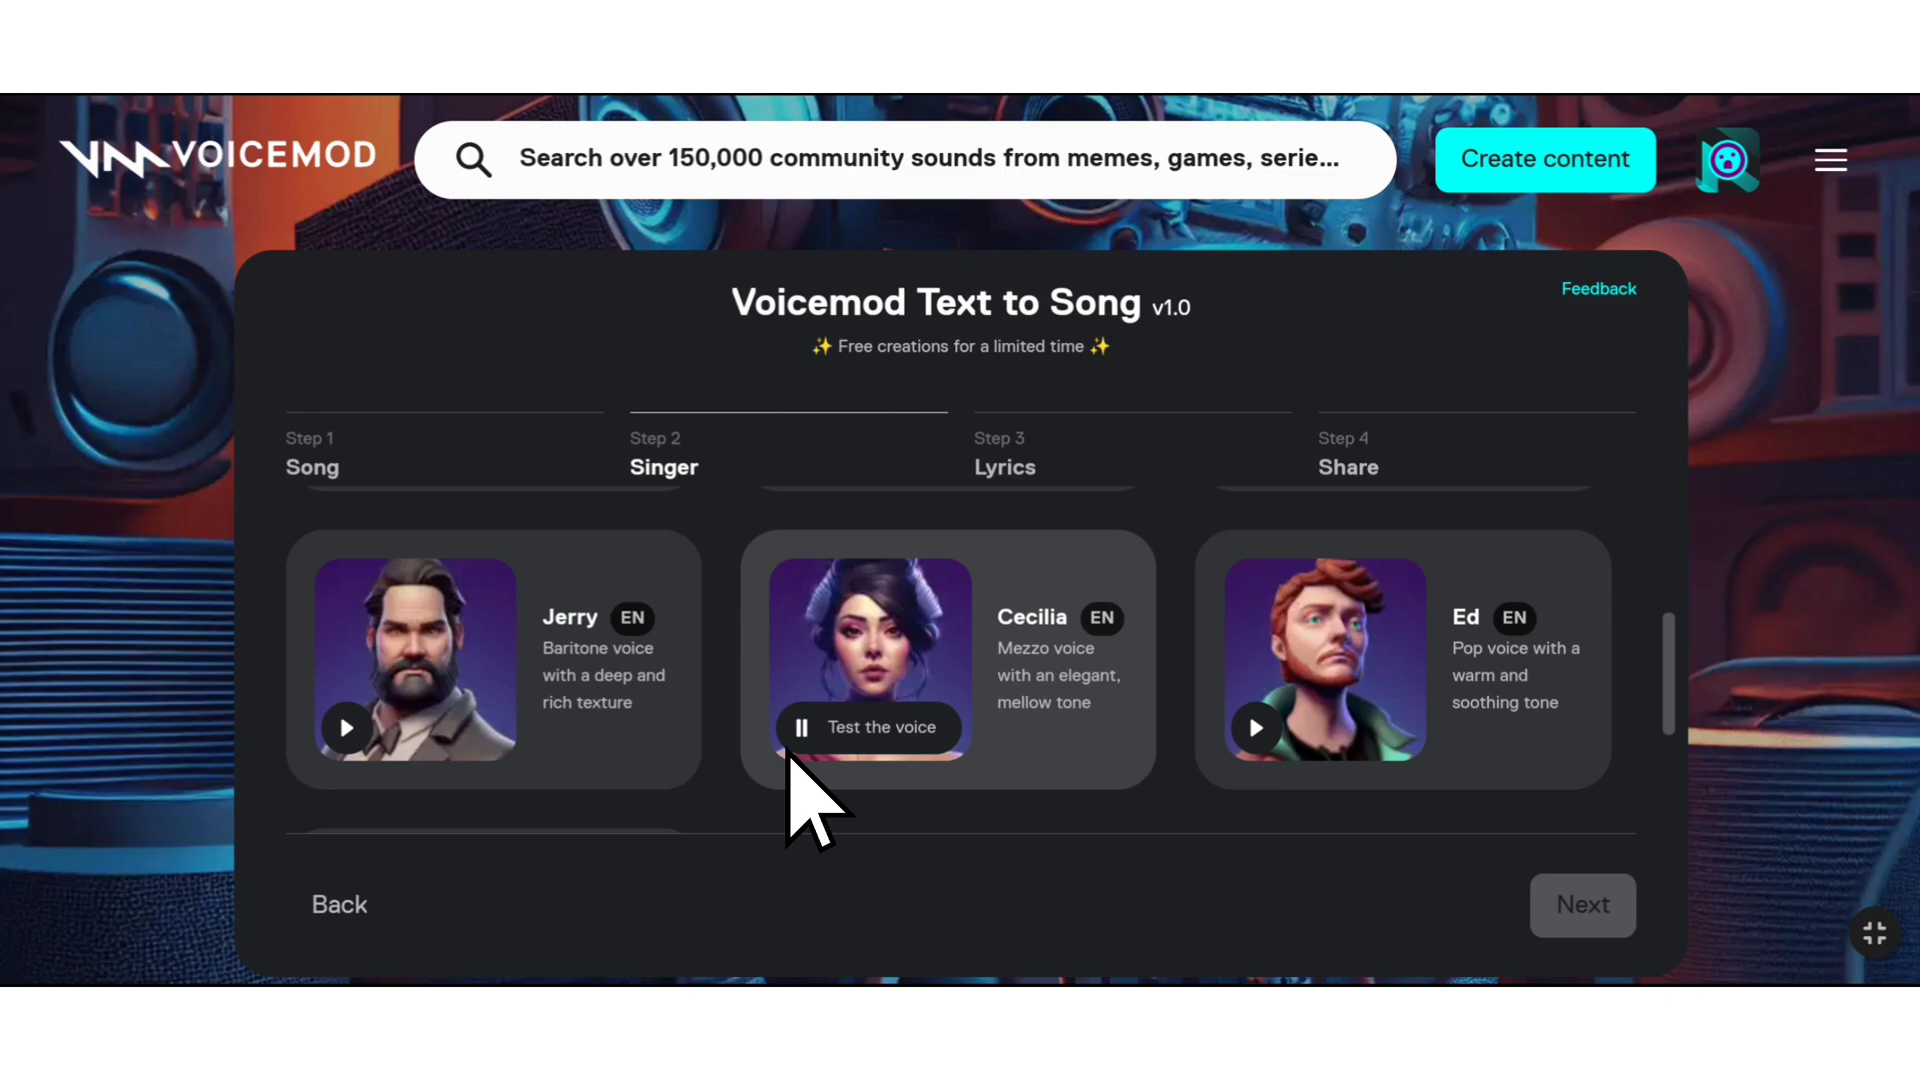 VOICEMOD
Search over 150,000 community sounds from memes, games, serie...
Create content
Feedback
Voicemod Text to Song v1.0
✨ Free creations for a limited time ✨
Step 1
Song
Step 2
Singer
Step 3
Lyrics
Step 4
Share
Jerry EN
Baritone voice
with a deep and
rich texture
Test the voice
Cecilia EN
Mezzo voice
with an elegant,
mellow tone
Ed EN
Pop voice with a
warm and
soothing tone
Back
Next